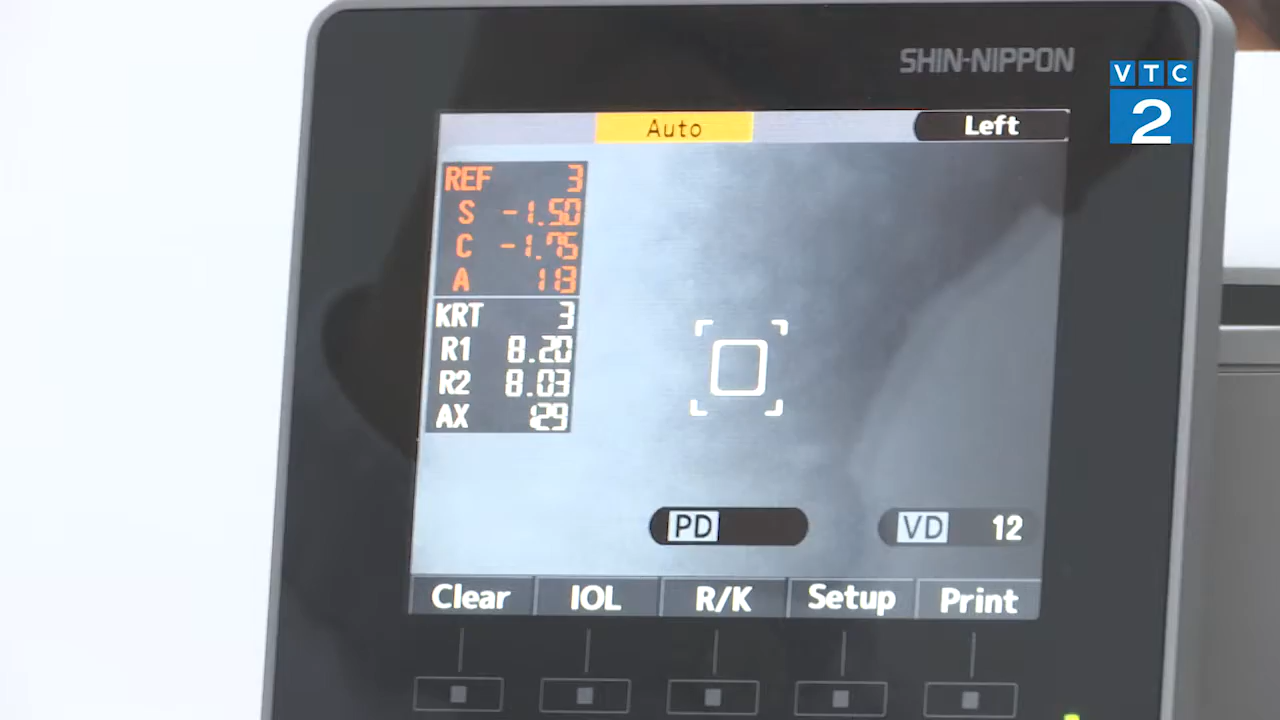 SHIN-NIPPON
VTC
2
Auto
Left
REF 3
S -1.50
C -1.75
A 113
KRT 3
R1 8.20
R2 8.03
AX 129
PD
VD 12
Clear IOL R/K Setup Print